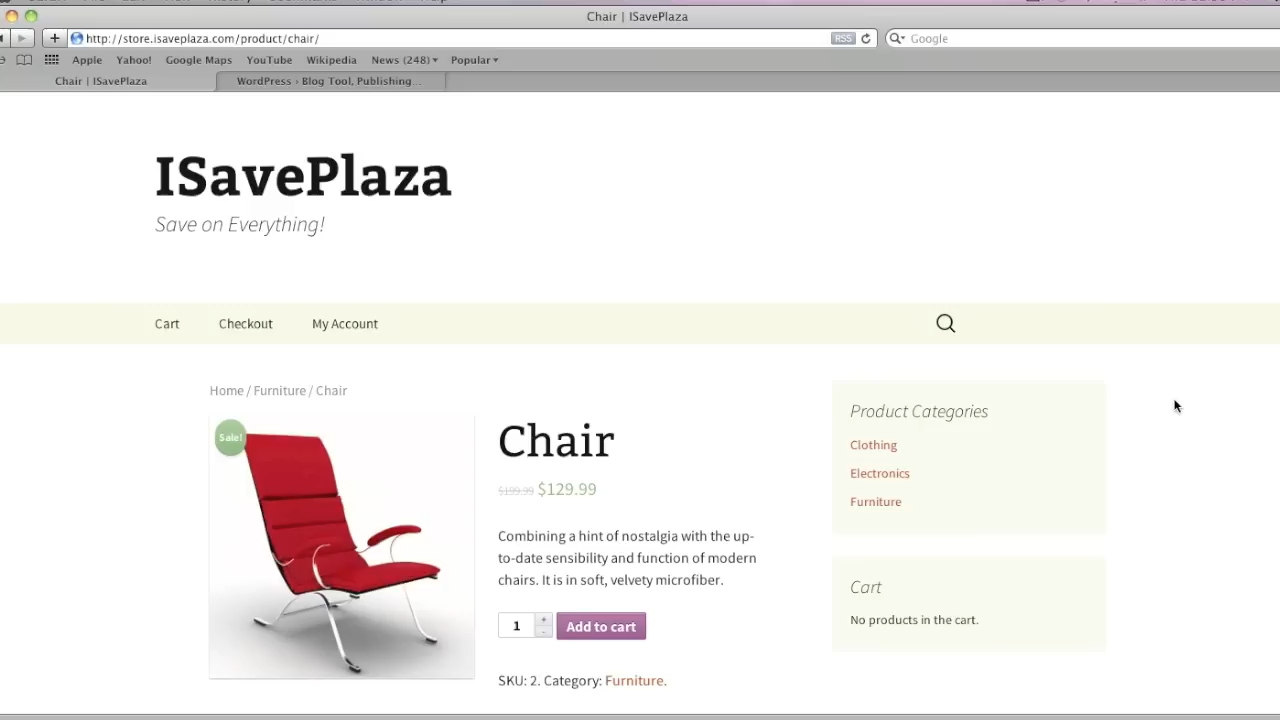 Chair | ISavePlaza
http://store.isaveplaza.com/product/chair/
RSS
Google
Apple Yahoo! Google Maps YouTube Wikipedia News (248) Popular
Chair | ISavePlaza
WordPress › Blog Tool, Publishing...
ISavePlaza
Save on Everything!
Cart Checkout My Account
Home / Furniture / Chair
Sale!
Chair
$199.99 $129.99
Combining a hint of nostalgia with the up-
to-date sensibility and function of modern
chairs. It is in soft, velvety microfiber.
1 + -
Add to cart
SKU: 2. Category: Furniture.
Product Categories
Clothing
Electronics
Furniture
Cart
No products in the cart.